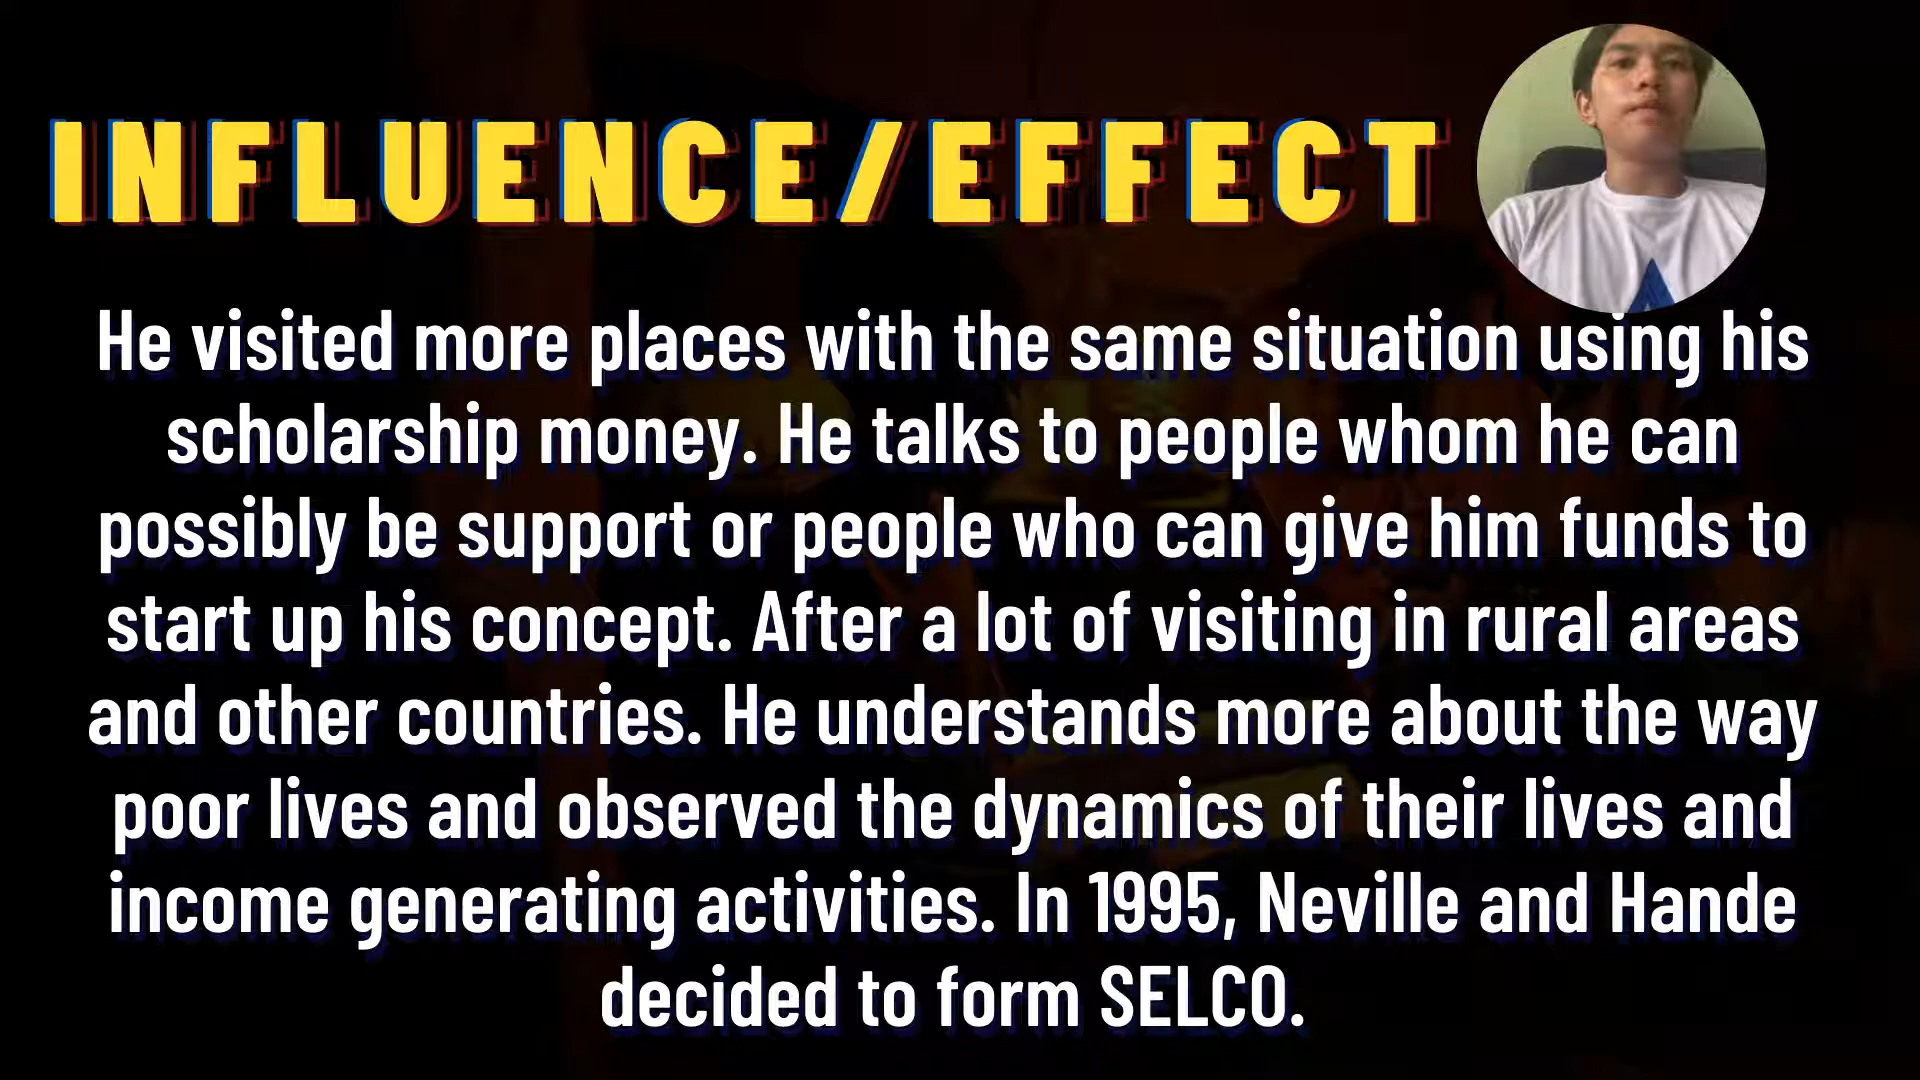 INFLUENCE/EFFECT
He visited more places with the same situation using his
scholarship money. He talks to people whom he can
possibly be support or people who can give him funds to
start up his concept. After a lot of visiting in rural areas
and other countries. He understands more about the way
poor lives and observed the dynamics of their lives and
income generating activities. In 1995, Neville and Hande
decided to form SELCO.